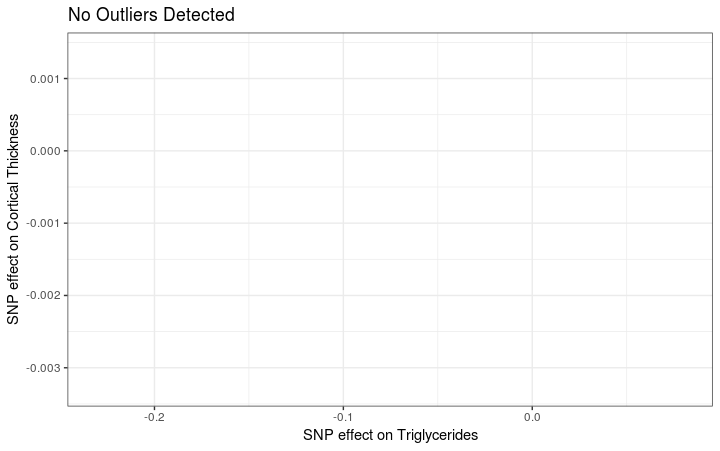 No Outliers Detected
SNP effect on Cortical Thickness
0.001
0.000
-0.001
-0.002
-0.003
-0.2
-0.1
0.0
SNP effect on Triglycerides